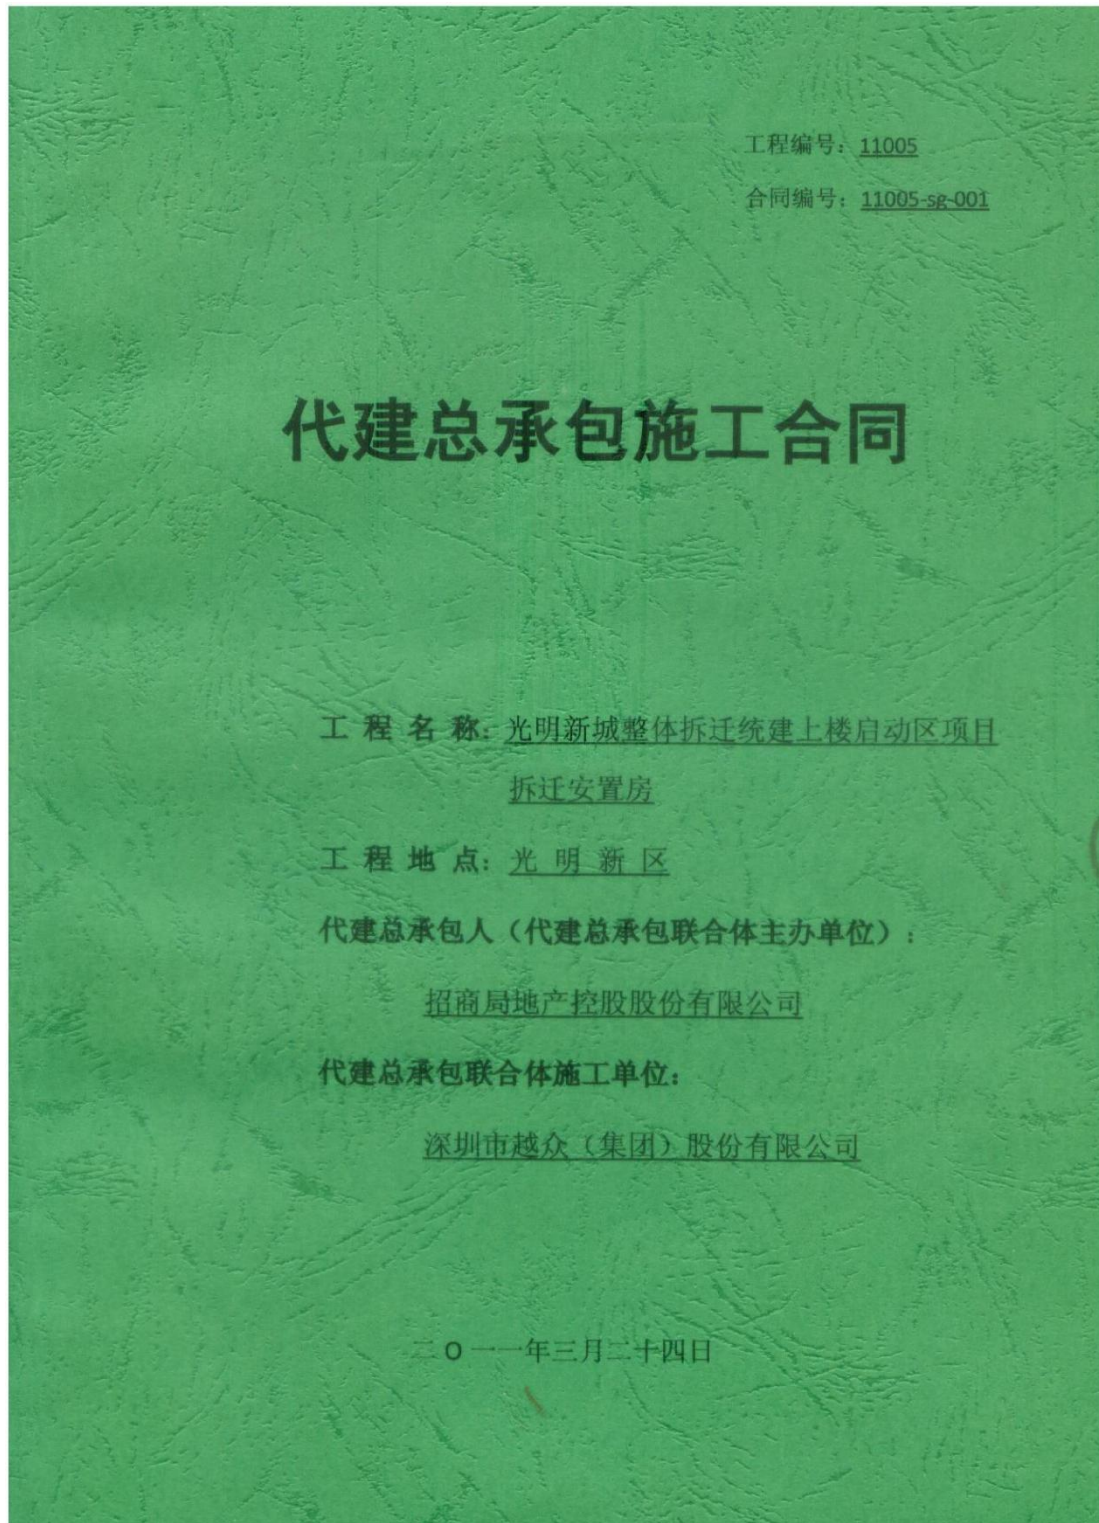 工程编号：11005
合同编号：11005-sg-001
代建总承包施工合同
工 程 名 称: 光明新城整体拆迁统建上楼启动区项目
拆迁安置房
工 程 地 点: 光 明 新 区
代建总承包人（代建总承包联合体主办单位）：
招商局地产控股股份有限公司
代建总承包联合体施工单位：
深圳市越众（集团）股份有限公司
二O一一年三月二十四日